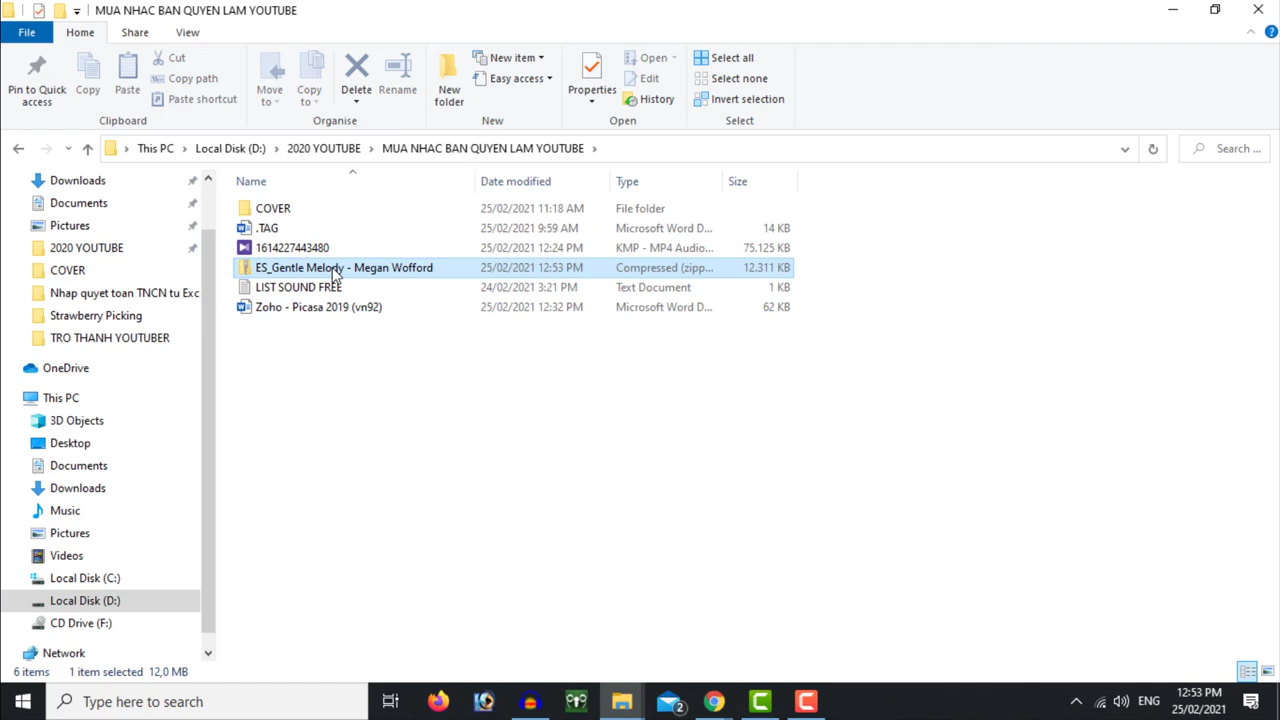 MUA NHAC BAN QUYEN LAM YOUTUBE
File Home Share View
Pin to Quick access
Copy
Paste
Cut
Copy path
Paste shortcut
Clipboard
Move to
Copy to
Delete
Rename
Organise
New folder
New item
Easy access
New
Properties
Open
Edit
History
Open
Select all
Select none
Invert selection
Select
This PC Local Disk (D:) 2020 YOUTUBE MUA NHAC BAN QUYEN LAM YOUTUBE
Search ...
Downloads
Documents
Pictures
2020 YOUTUBE
COVER
Nhap quyet toan TNCN tu Exc
Strawberry Picking
TRO THANH YOUTUBER
OneDrive
This PC
3D Objects
Desktop
Documents
Downloads
Music
Pictures
Videos
Local Disk (C:)
Local Disk (D:)
CD Drive (F:)
Network
Name Date modified Type Size
COVER 25/02/2021 11:18 AM File folder
.TAG 25/02/2021 9:59 AM Microsoft Word D... 14 KB
1614227443480 25/02/2021 12:24 PM KMP - MP4 Audio... 75.125 KB
ES_Gentle Melody - Megan Wofford 25/02/2021 12:53 PM Compressed (zipp... 12.311 KB
LIST SOUND FREE 24/02/2021 3:21 PM Text Document 1 KB
Zoho - Picasa 2019 (vn92) 25/02/2021 12:32 PM Microsoft Word D... 62 KB
6 items 1 item selected 12,0 MB
Type here to search
2
ENG
12:53 PM
25/02/2021